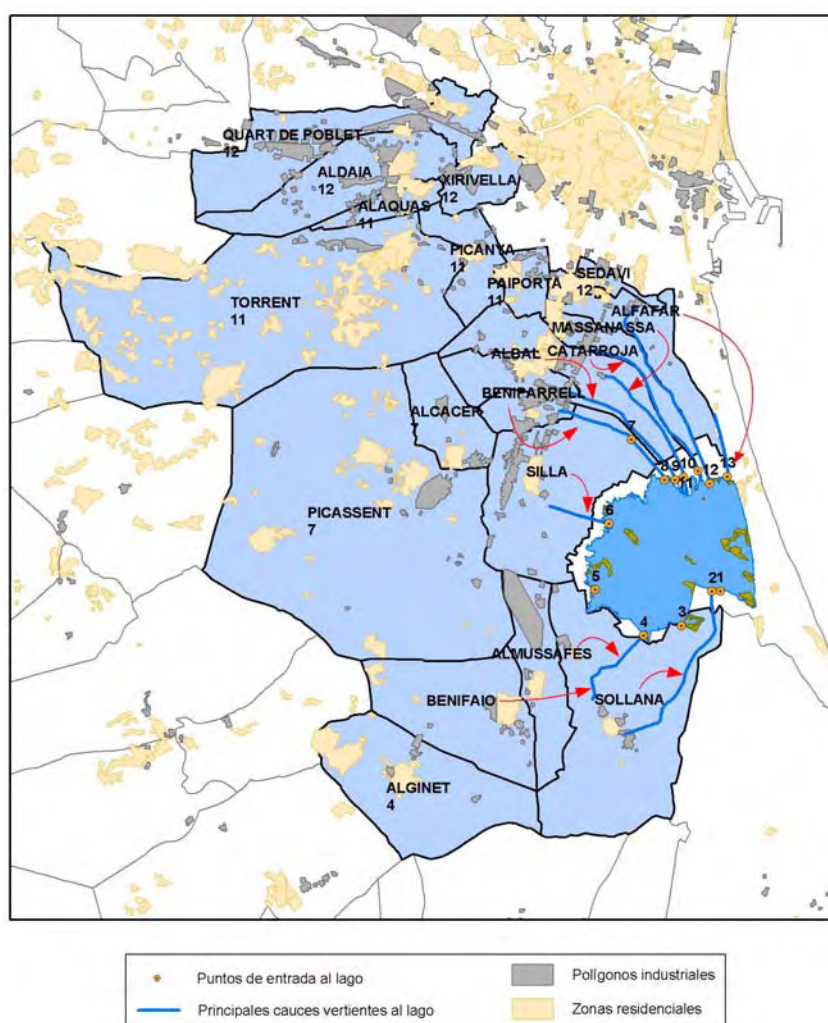 QUART DE POBLET
12
ALDAIA
12
XIRIVELLA
12
ALAQUAS
11
PICANYA
11
PAIPORTA
11
SEDAVI
12
TORRENT
11
ALFAFAR
MASSANASSA
ALBAL
CATARROJA
BENIPARRELL
ALCACER
7
7
SILLA
8
9
10
11
12
13
PICASSENT
7
6
5
21
3
4
ALMUSSAFES
BENIFAIO
SOLLANA
ALGINET
4
Puntos de entrada al lago
Polígonos industriales
Principales cauces vertientes al lago
Zonas residenciales